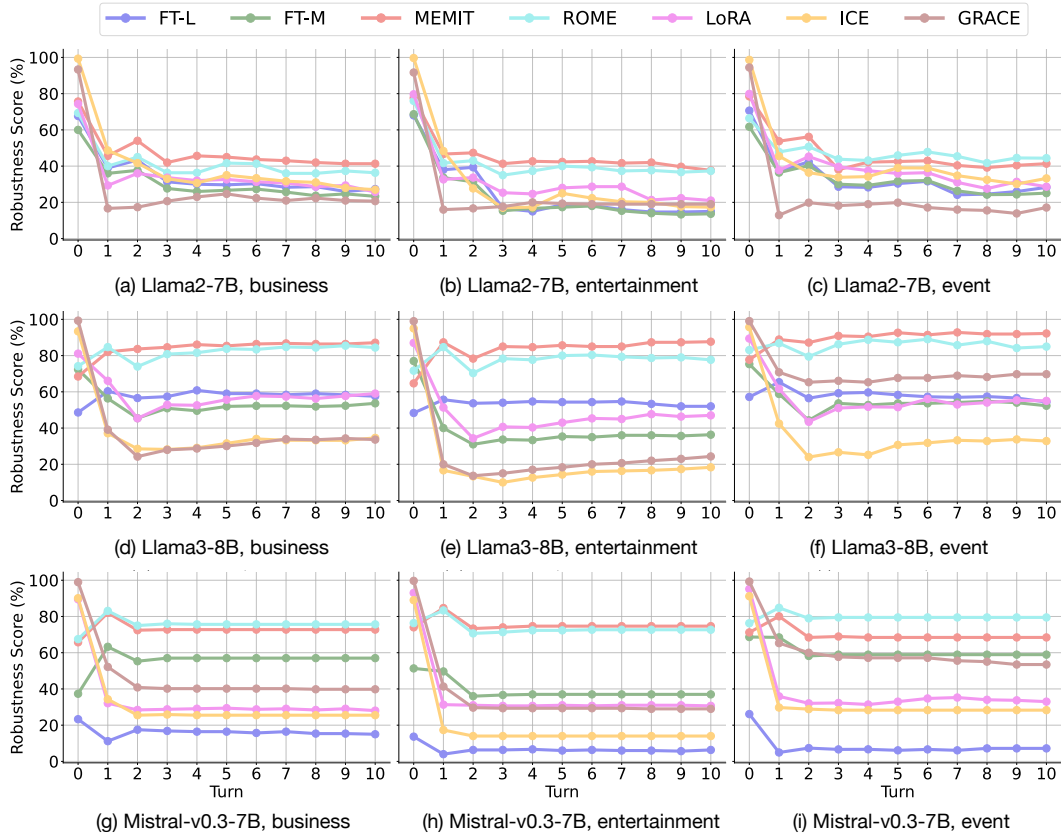 FT-L FT-M MEMIT ROME LoRA ICE GRACE
Robustness Score (%)
100
80
60
40
20
0
0 1 2 3 4 5 6 7 8 9 10
0 1 2 3 4 5 6 7 8 9 10
0 1 2 3 4 5 6 7 8 9 10
(a) Llama2-7B, business (b) Llama2-7B, entertainment (c) Llama2-7B, event
Robustness Score (%)
100
80
60
40
20
0
0 1 2 3 4 5 6 7 8 9 10
0 1 2 3 4 5 6 7 8 9 10
0 1 2 3 4 5 6 7 8 9 10
(d) Llama3-8B, business (e) Llama3-8B, entertainment (f) Llama3-8B, event
Robustness Score (%)
100
80
60
40
20
0
0 1 2 3 4 5 6 7 8 9 10
0 1 2 3 4 5 6 7 8 9 10
0 1 2 3 4 5 6 7 8 9 10
Turn Turn Turn
(g) Mistral-v0.3-7B, business (h) Mistral-v0.3-7B, entertainment (i) Mistral-v0.3-7B, event